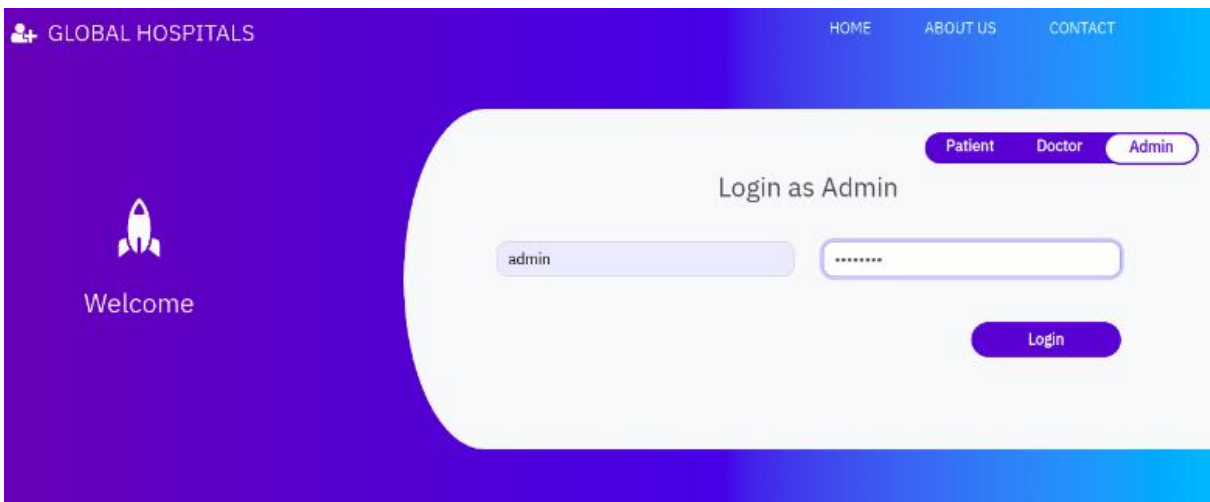 GLOBAL HOSPITALS
HOME ABOUT US CONTACT
Patient Doctor Admin
Login as Admin
admin ••••••••
Welcome
Login